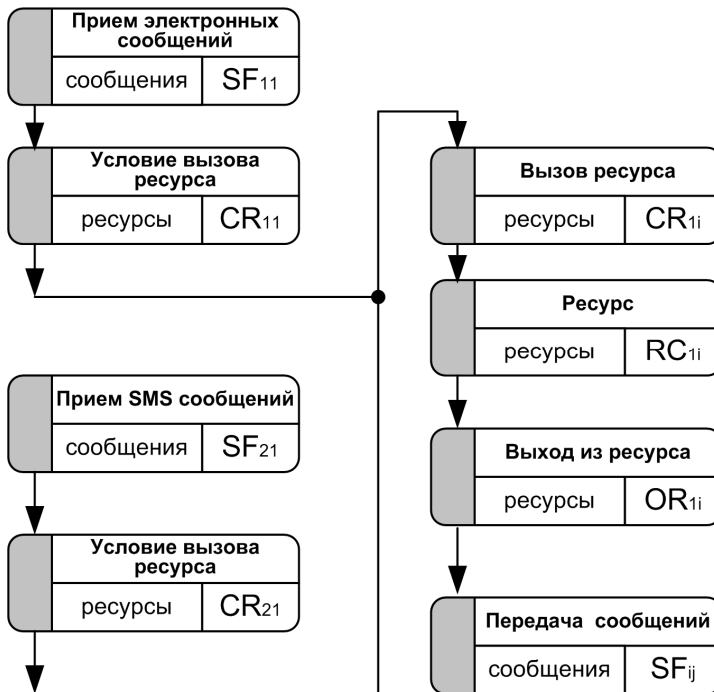 Прием электронных
сообщений
сообщения SF11
Условие вызова
ресурса
ресурсы CR11
Прием SMS сообщений
сообщения SF21
Условие вызова
ресурса
ресурсы CR21
Вызов ресурса
ресурсы CR1i
Ресурс
ресурсы RC1i
Выход из ресурса
ресурсы OR1i
Передача сообщений
сообщения SFij